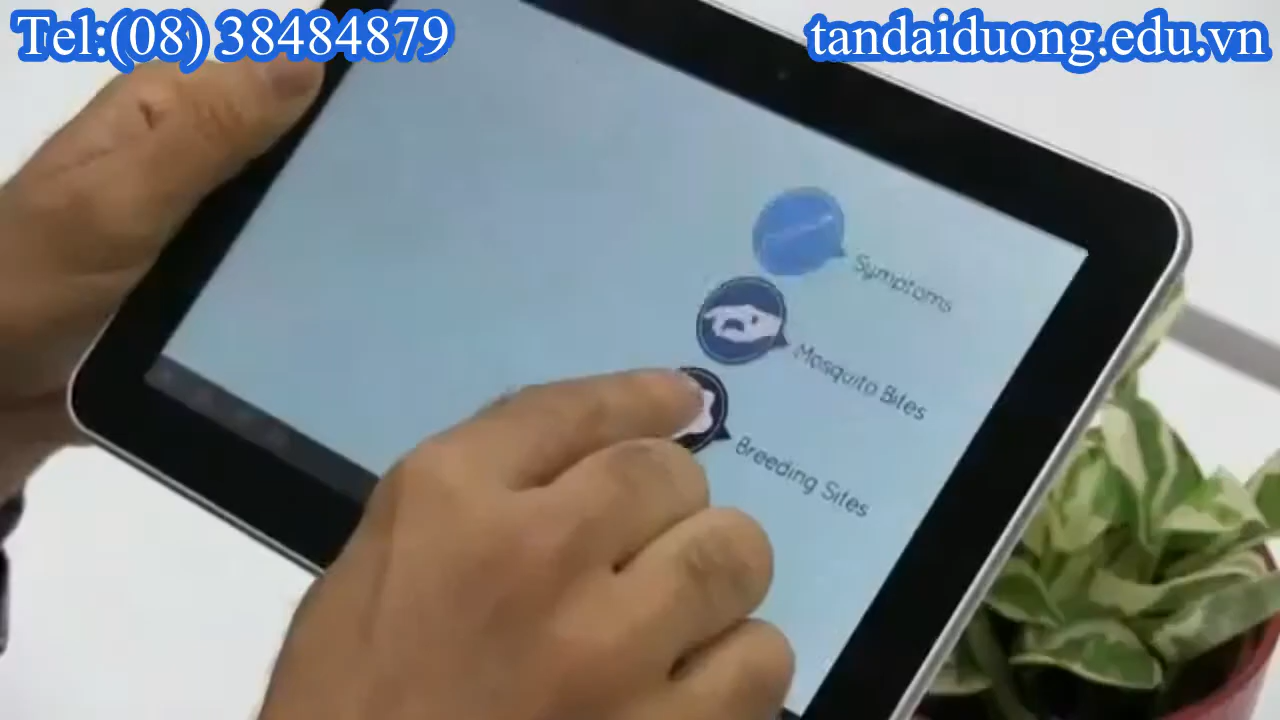 Tel:(08) 38484879
tandaiduong.edu.vn
Symptoms
Mosquito Bites
Breeding Sites